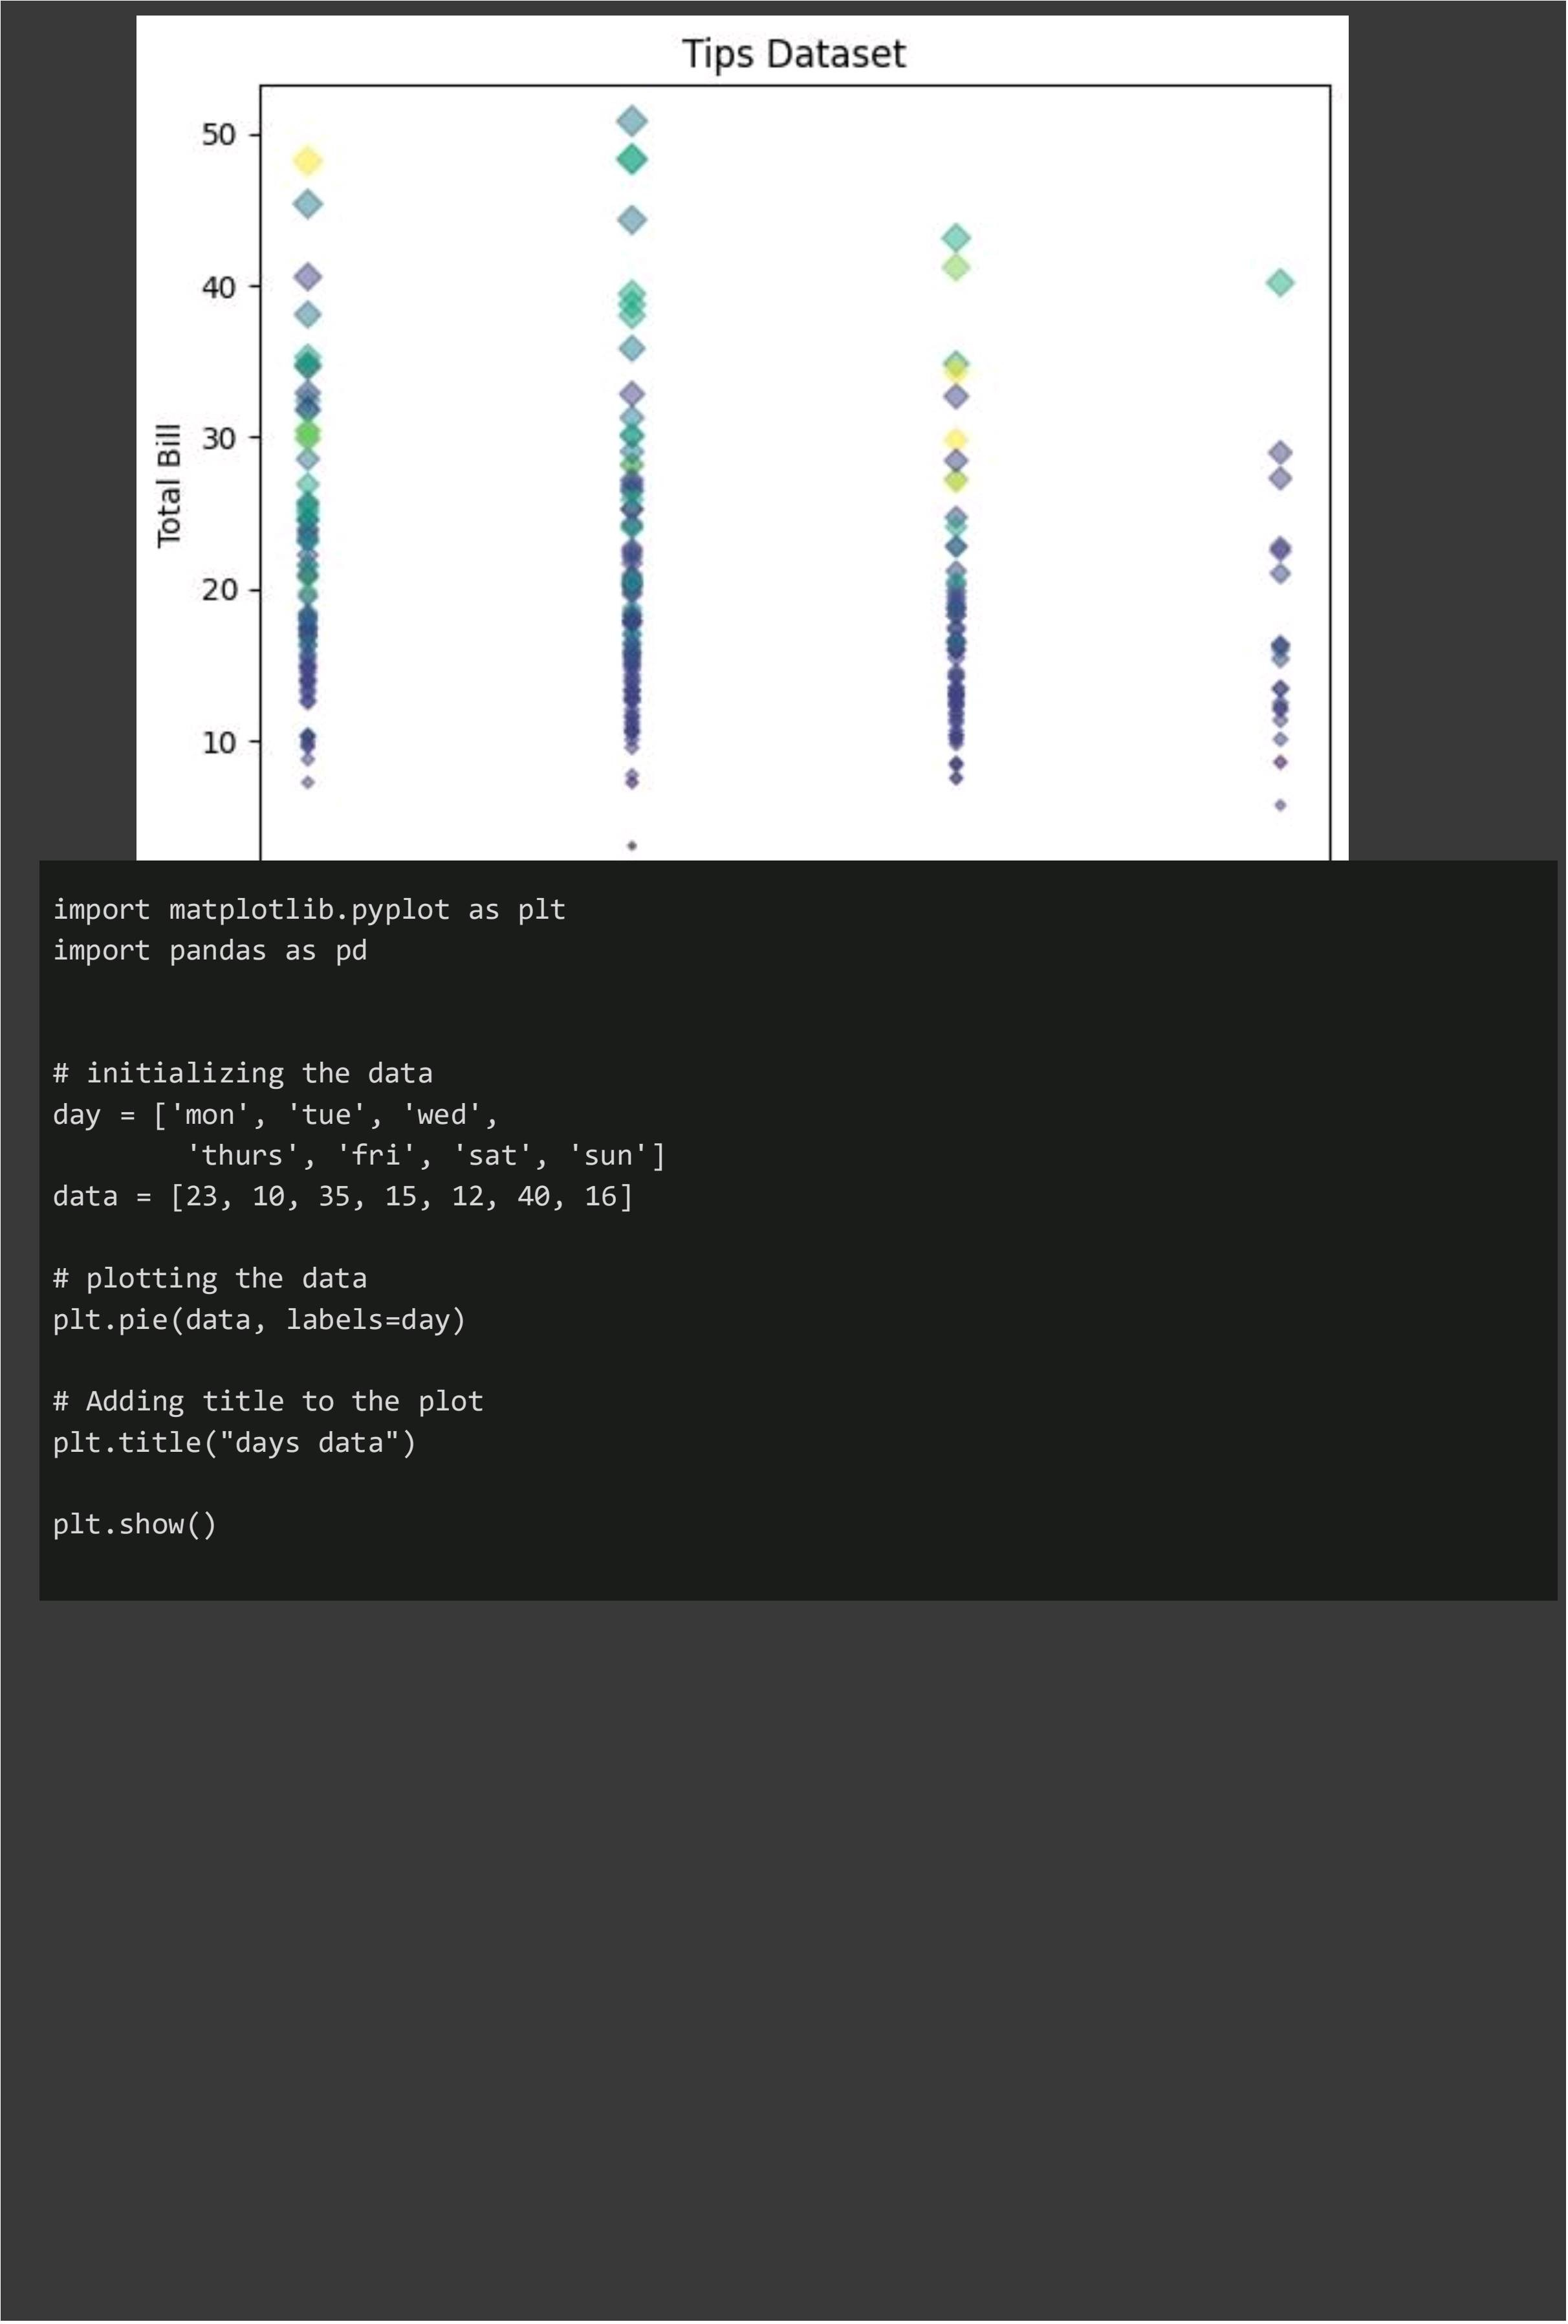 Tips Dataset
50
40
30
20
10
Total Bill
import matplotlib.pyplot as plt
import pandas as pd
# initializing the data
day = ['mon', 'tue', 'wed',
        'thurs', 'fri', 'sat', 'sun']
data = [23, 10, 35, 15, 12, 40, 16]
# plotting the data
plt.pie(data, labels=day)
# Adding title to the plot
plt.title("days data")
plt.show()